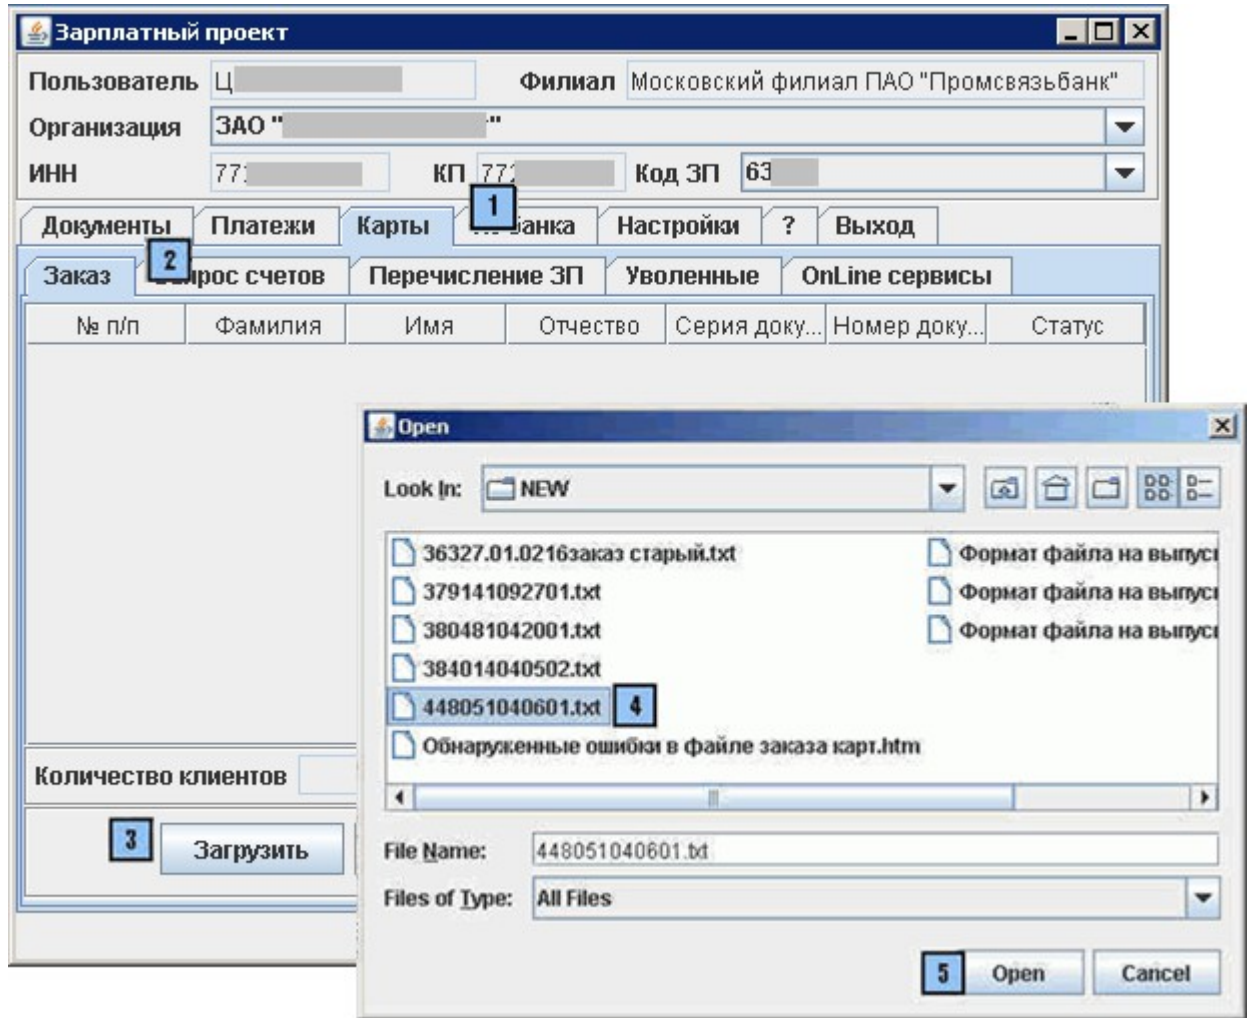 Зарплатный проект
Пользователь Ц Филиал Московский филиал ПАО "Промсвязьбанк"
Организация ЗАО " "
ИНН 77 КП 77 Код ЗП 63
1
Документы Платежи Карты банка Настройки ? Выход
2
Заказ прос счетов Перечисление ЗП Уволенные OnLine сервисы
№ п/п Фамилия Имя Отчество Серия доку... Номер доку... Статус
Open
Look In: NEW
36327.01.0216заказ старый.txt Формат файла на выпус
379141092701.txt Формат файла на выпус
380481042001.txt Формат файла на выпус
384014040502.txt
448051040601.txt 4
Обнаруженные ошибки в файле заказа карт.htm
Количество клиентов
3 Загрузить
File Name: 448051040601.txt
Files of Type: All Files
5 Open Cancel